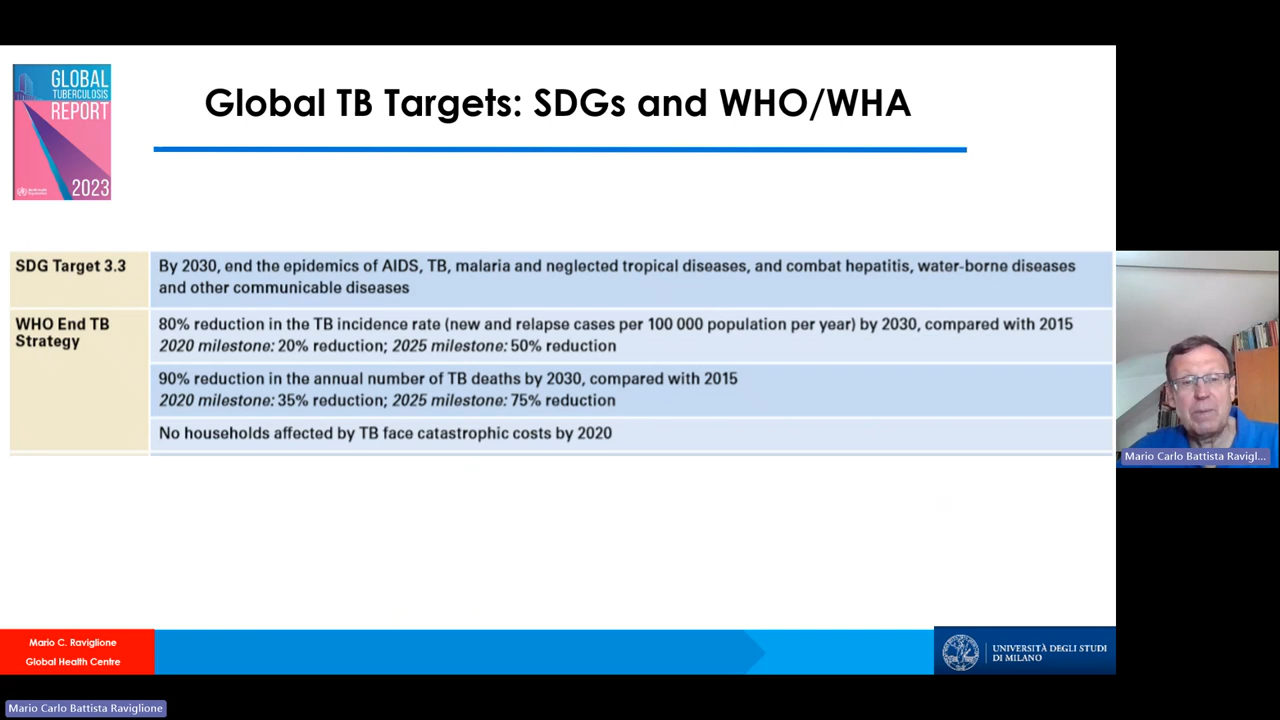 GLOBAL
TUBERCULOSIS
REPORT
2023
Global TB Targets: SDGs and WHO/WHA
SDG Target 3.3
By 2030, end the epidemics of AIDS, TB, malaria and neglected tropical diseases, and combat hepatitis, water-borne diseases
and other communicable diseases
WHO End TB
Strategy
80% reduction in the TB incidence rate (new and relapse cases per 100 000 population per year) by 2030, compared with 2015
2020 milestone: 20% reduction; 2025 milestone: 50% reduction
90% reduction in the annual number of TB deaths by 2030, compared with 2015
2020 milestone: 35% reduction; 2025 milestone: 75% reduction
No households affected by TB face catastrophic costs by 2020
Mario Carlo Battista Ravigl...
Mario C. Raviglione
Global Health Centre
UNIVERSITÀ DEGLI STUDI
DI MILANO
Mario Carlo Battista Raviglione